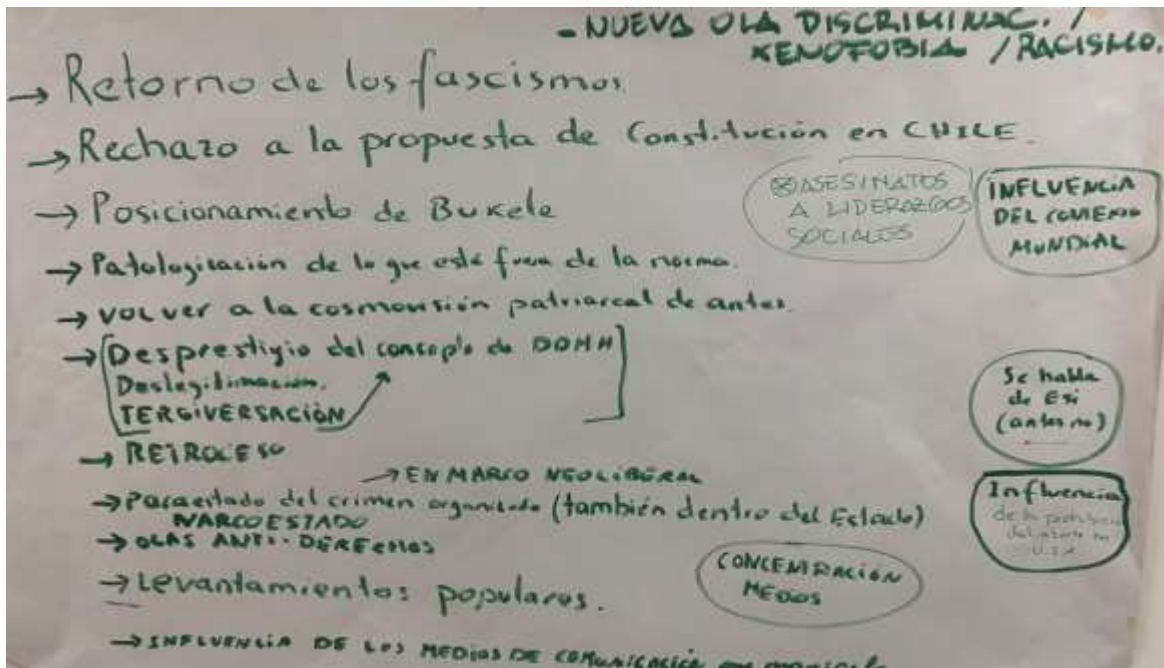 - NUEVA OLA DISCRIMINAC. /
XENOFOBIA / RACISMO.
→ Retorno de los fascismos
→ Rechazo a la propuesta de Constitución en CHILE.
→ Posicionamiento de Bukele
⊗ ASESINATOS
A LIDERAZGOS
SOCIALES
INFLUENCIA
DEL
MUNDIAL
→ Patologización de lo que está fuera de la norma.
→ VOLVER a la cosmovisión patriarcal de antes.
→ Desprestigio del concepto de DDHH
Deslegitimación.
TERGIVERSACIÓN
Se habla
de Esi
(antes no)
→ RETROCESO
→ EN MARCO NEOLIBERAL
→ Paraestado del crimen organizado (también dentro del Estado)
NARCOESTADO
→ OLAS ANTI-DERECHOS
Influencia
de la
del aborto en
U.S.A
CONCENTRACIÓN
MEDIOS
→ Levantamientos populares.
→ INFLUENCIA DE LOS MEDIOS DE COMUNICACIÓN que